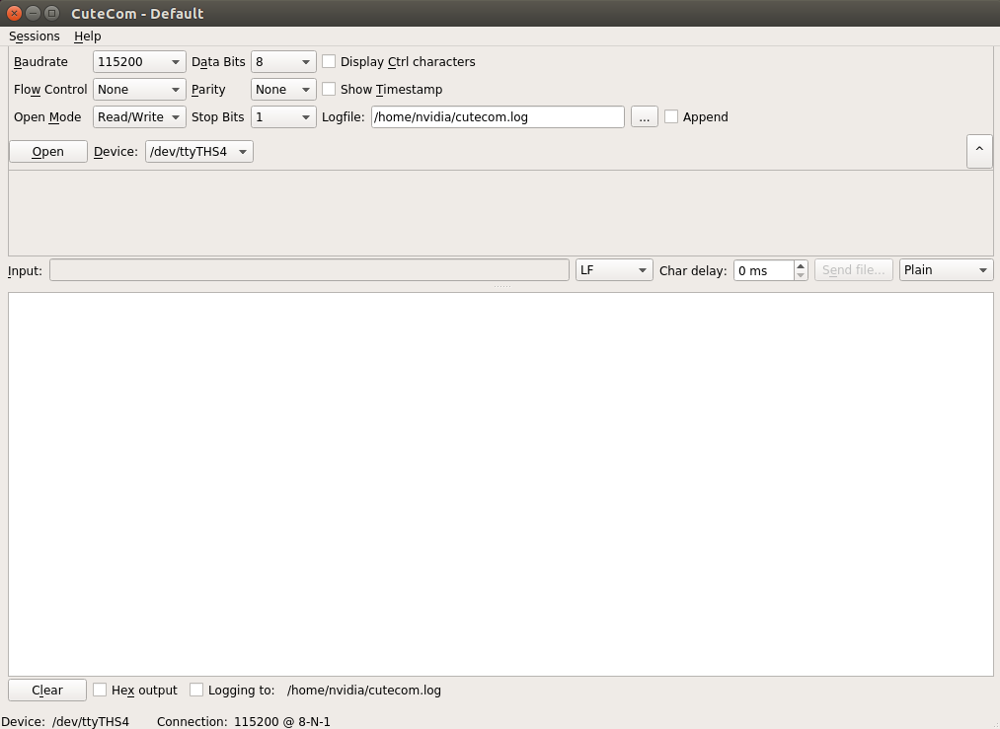 CuteCom - Default
Sessions Help
Baudrate 115200 Data Bits 8 Display Ctrl characters
Flow Control None Parity None Show Timestamp
Open Mode Read/Write Stop Bits 1 Logfile: /home/nvidia/cutecom.log ... Append
Open Device: /dev/ttyTHS4 ^
Input: LF Char delay: 0 ms Send file... Plain
Clear Hex output Logging to: /home/nvidia/cutecom.log
Device: /dev/ttyTHS4 Connection: 115200 @ 8-N-1